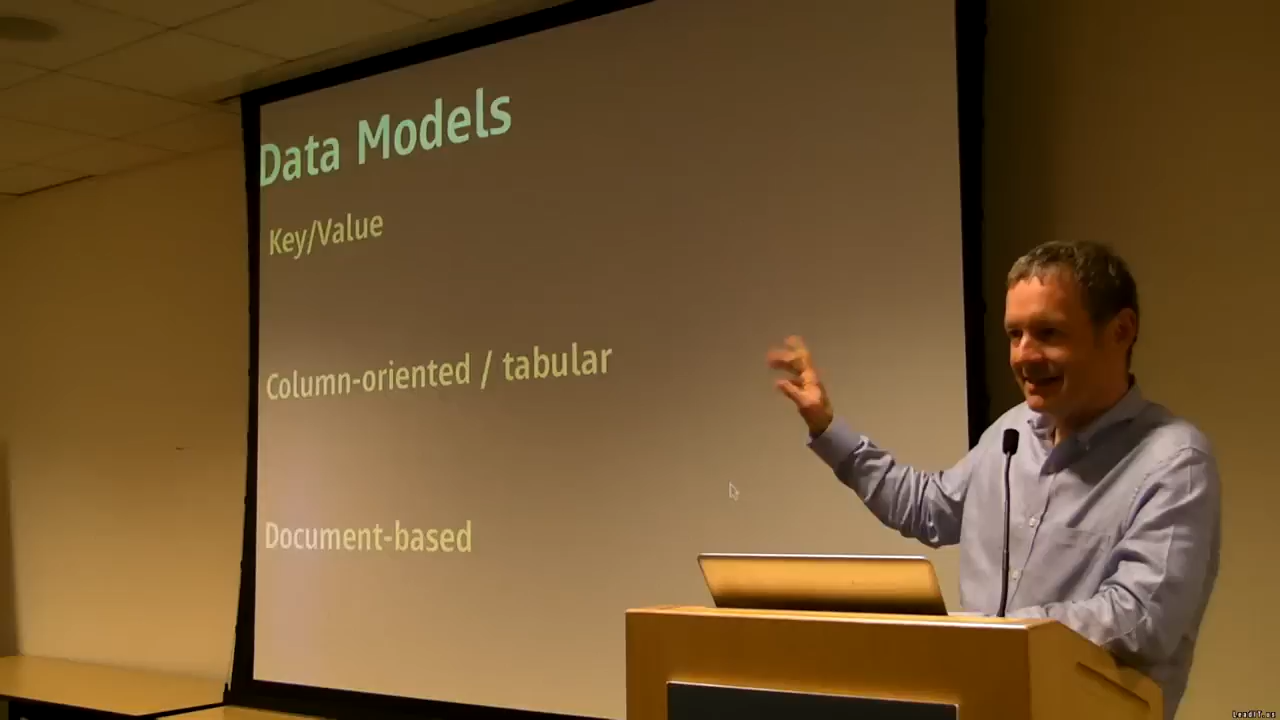 Data Models
Key/Value
Column-oriented / tabular
Document-based